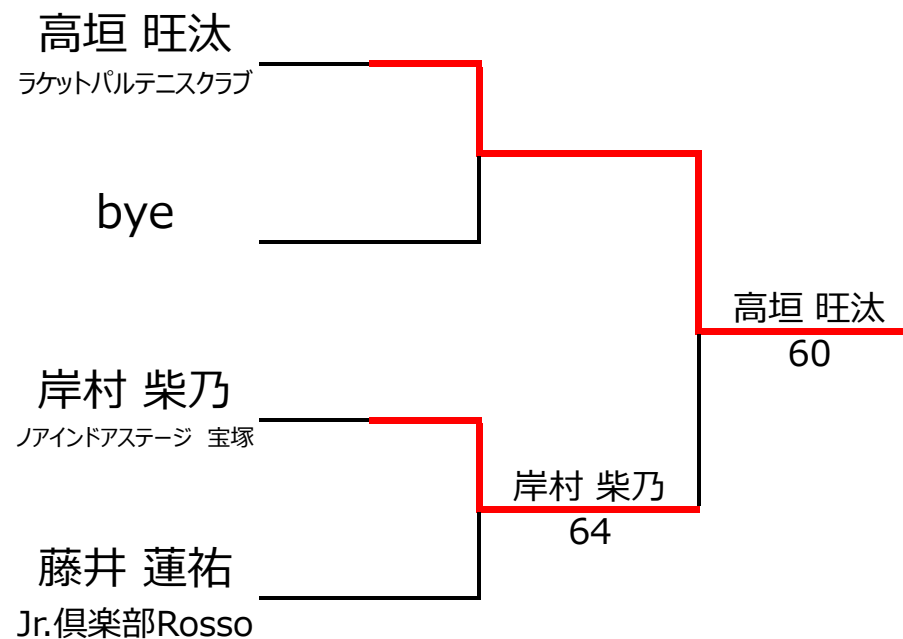 高垣 旺汰
ラケットパルテニスクラブ
bye
高垣 旺汰
60
岸村 柴乃
ノアインドアステージ 宝塚
岸村 柴乃
64
藤井 蓮祐
Jr.倶楽部Rosso